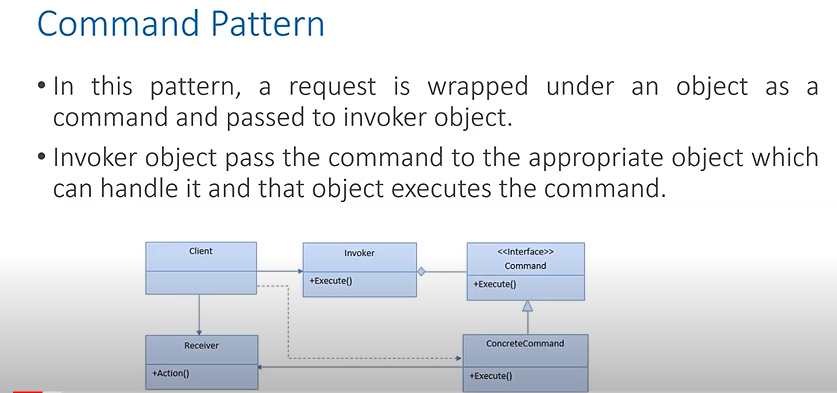 Command Pattern
• In this pattern, a request is wrapped under an object as a
command and passed to invoker object.
• Invoker object pass the command to the appropriate object which
can handle it and that object executes the command.
Client
Invoker
+Execute()
<<Interface>>
Command
+Execute()
Receiver
+Action()
ConcreteCommand
+Execute()